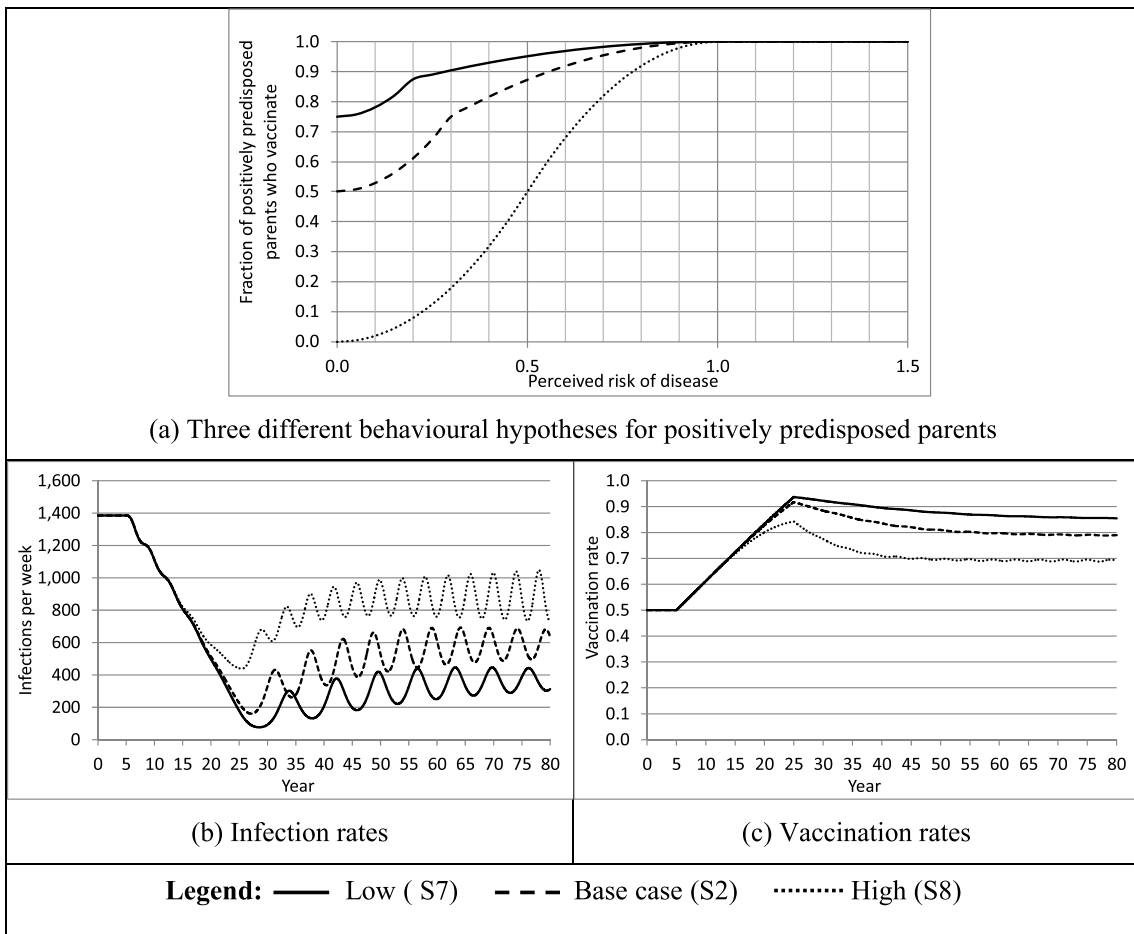 Fraction of positively predisposed
parents who vaccinate
1.0
0.9
0.8
0.7
0.6
0.5
0.4
0.3
0.2
0.1
0.0
0.0 0.5 1.0 1.5
Perceived risk of disease
(a) Three different behavioural hypotheses for positively predisposed parents
Infections per week
1,600
1,400
1,200
1,000
800
600
400
200
0
0 5 10 15 20 25 30 35 40 45 50 55 60 65 70 75 80
Year
(b) Infection rates
Vaccination rate
1.0
0.9
0.8
0.7
0.6
0.5
0.4
0.3
0.2
0.1
0.0
0 5 10 15 20 25 30 35 40 45 50 55 60 65 70 75 80
Year
(c) Vaccination rates
Legend: Low ( S7) Base case (S2) High (S8)